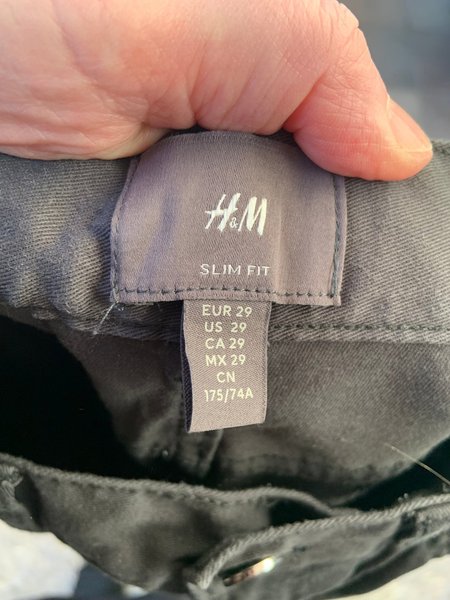 H&M
SLIM FIT
EUR 29
US 29
CA 29
MX 29
CN
175/74A